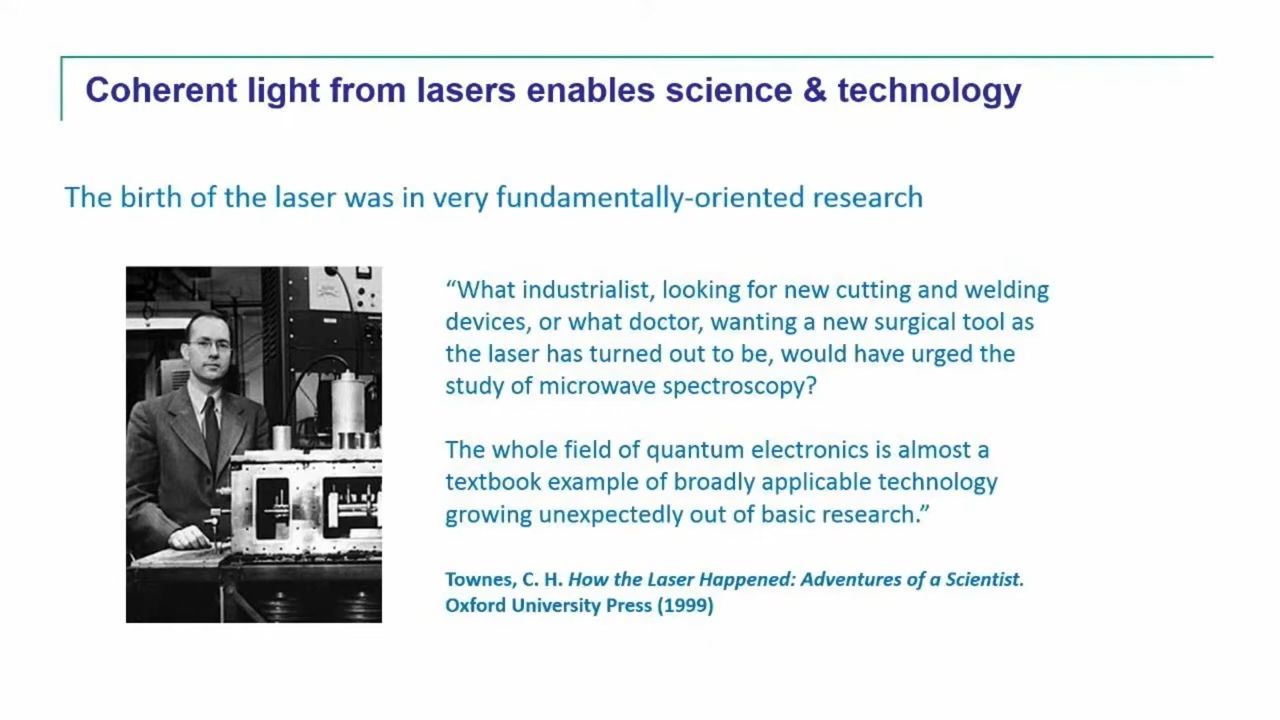 Coherent light from lasers enables science & technology
The birth of the laser was in very fundamentally-oriented research
“What industrialist, looking for new cutting and welding
devices, or what doctor, wanting a new surgical tool as
the laser has turned out to be, would have urged the
study of microwave spectroscopy?
The whole field of quantum electronics is almost a
textbook example of broadly applicable technology
growing unexpectedly out of basic research.”
Townes, C. H. How the Laser Happened: Adventures of a Scientist.
Oxford University Press (1999)